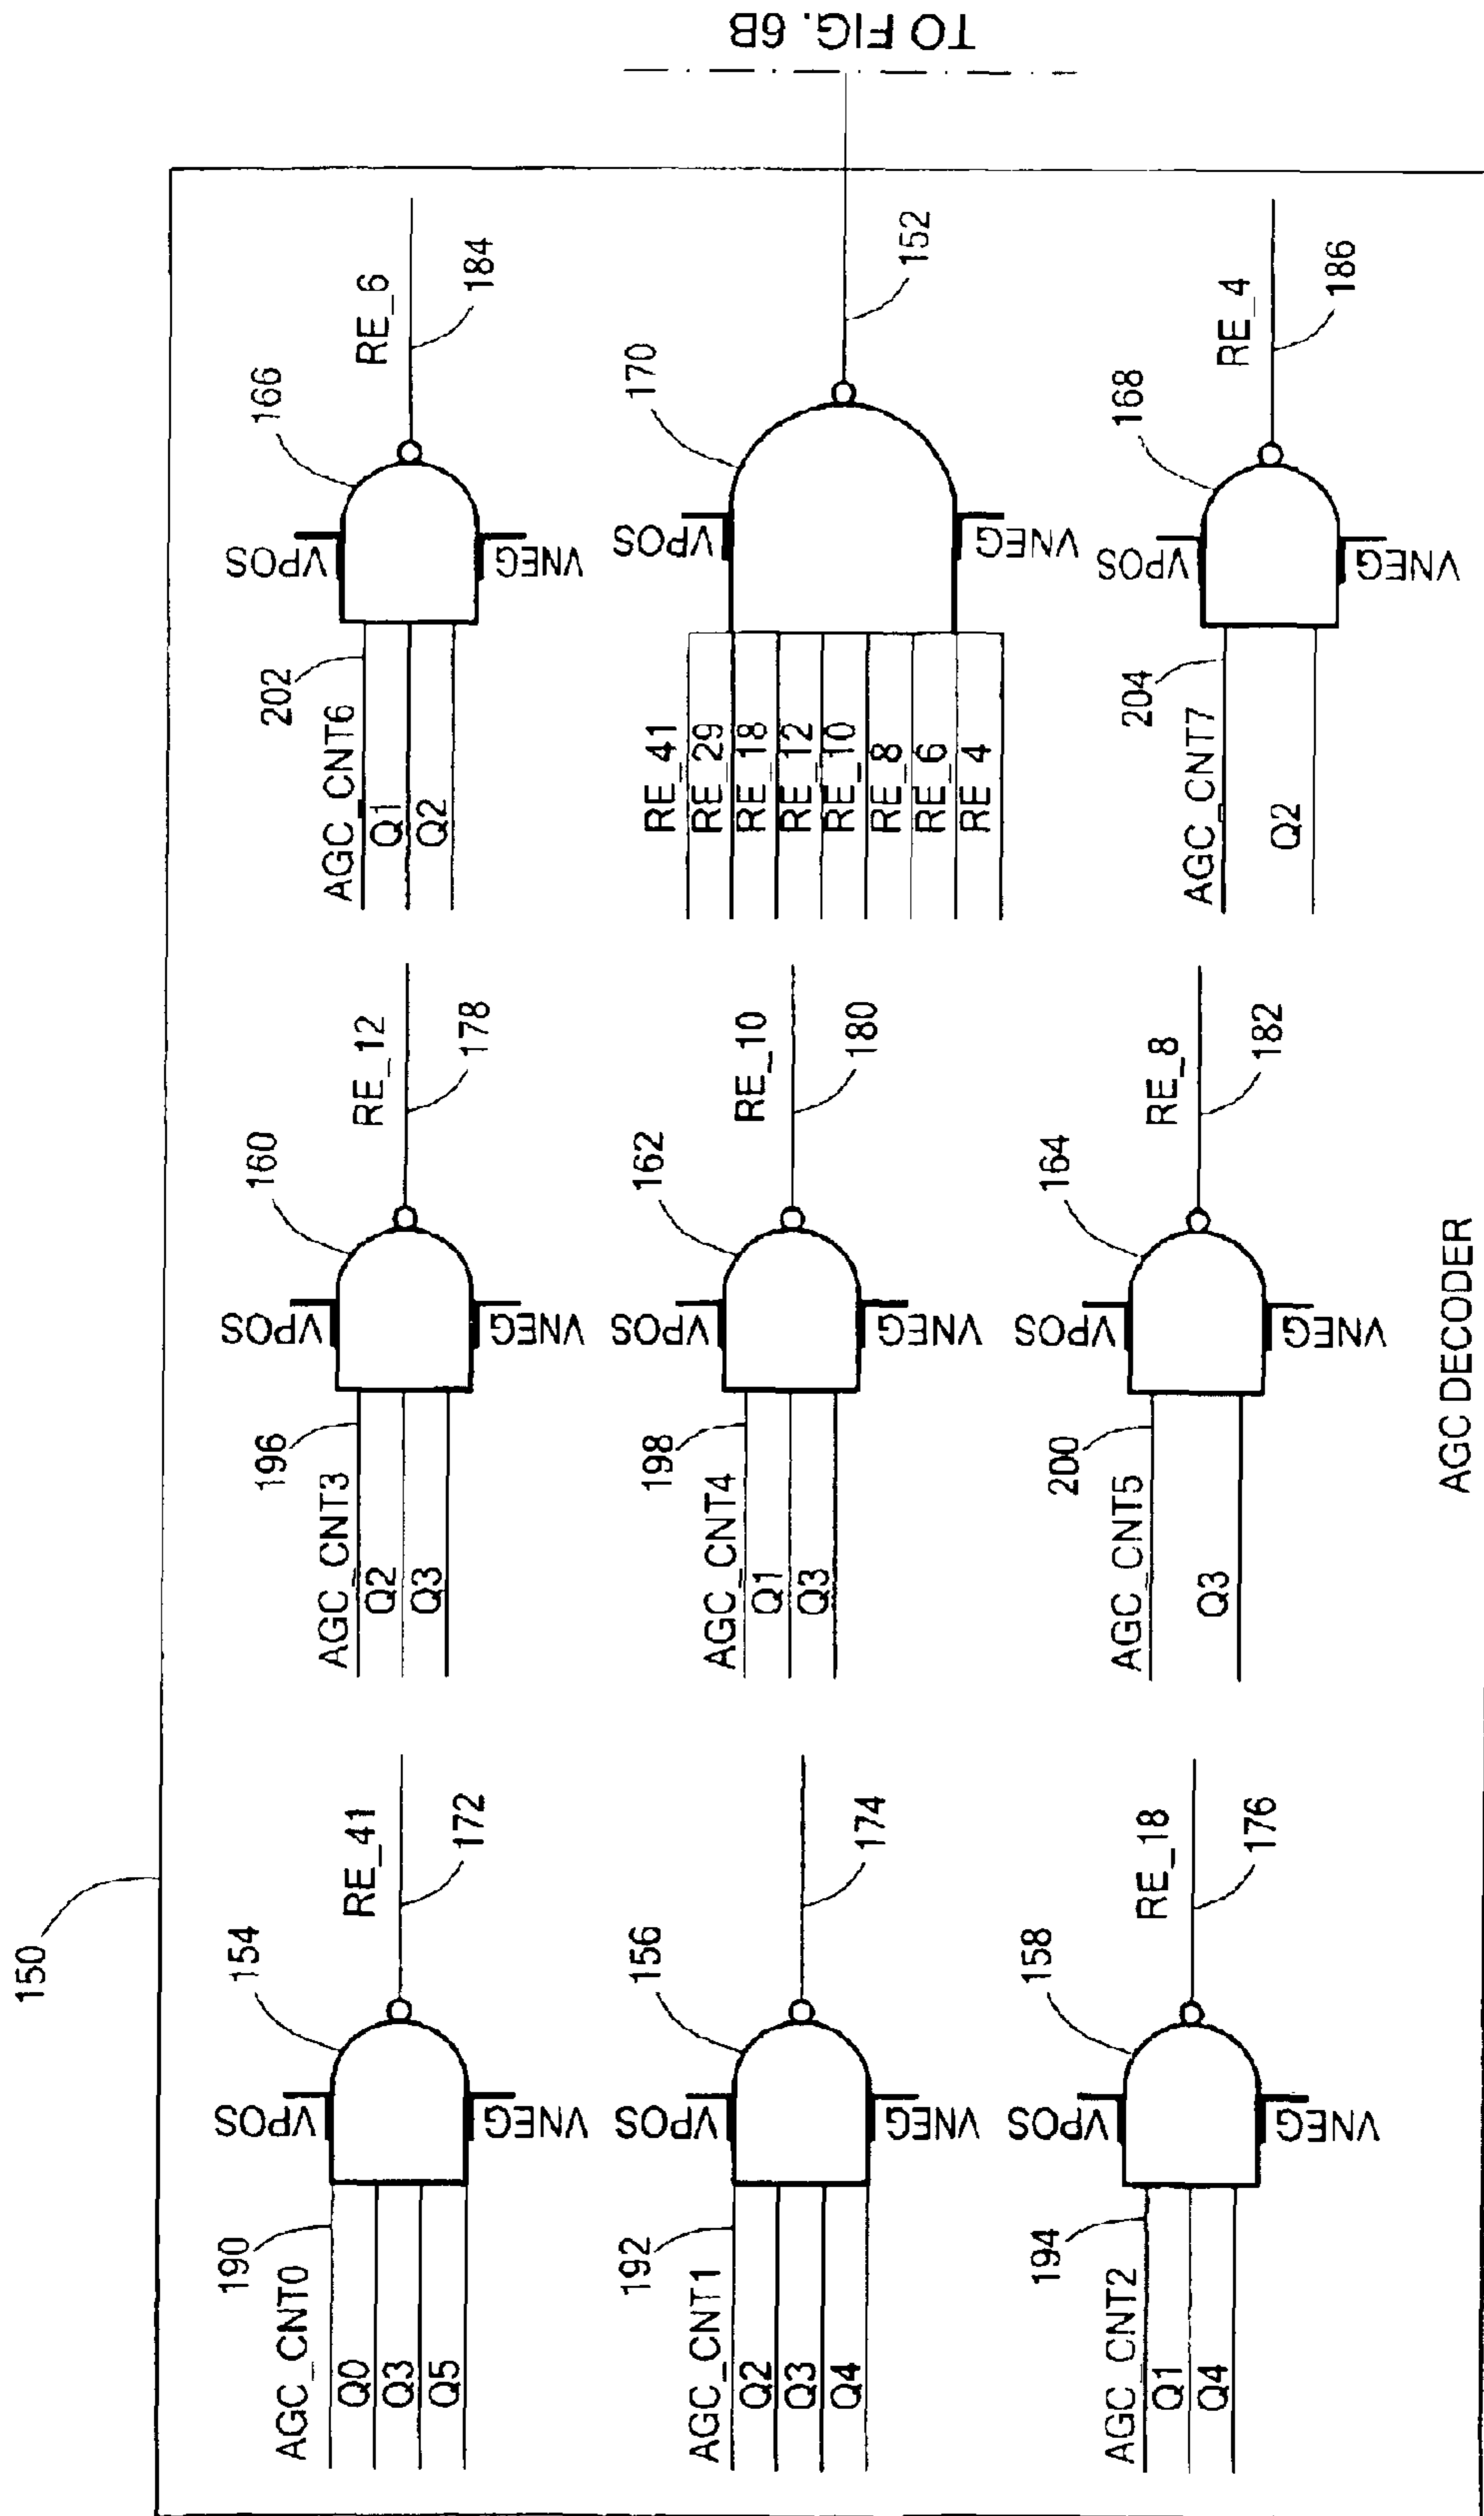 150
190
AGC_CNT0
Q0
Q3
Q5
VPOS
VNEG
154
RE_41
172
196
AGC_CNT3
Q2
Q3
VPOS
VNEG
160
RE_12
178
202
AGC_CNT6
Q1
Q2
VPOS
VNEG
166
RE_6
184
192
AGC_CNT1
Q2
Q3
Q4
VPOS
VNEG
156
174
198
AGC_CNT4
Q1
Q3
VPOS
VNEG
162
RE_10
180
RE_41
RE_29
RE_18
RE_12
RE_10
RE_8
RE_6
RE_4
VPOS
VNEG
170
152
TO FIG. 6B
194
AGC_CNT2
Q1
Q4
VPOS
VNEG
158
RE_18
176
200
AGC_CNT5
Q3
VPOS
VNEG
164
RE_8
182
204
AGC_CNT7
Q2
VPOS
VNEG
168
RE_4
186
AGC DECODER